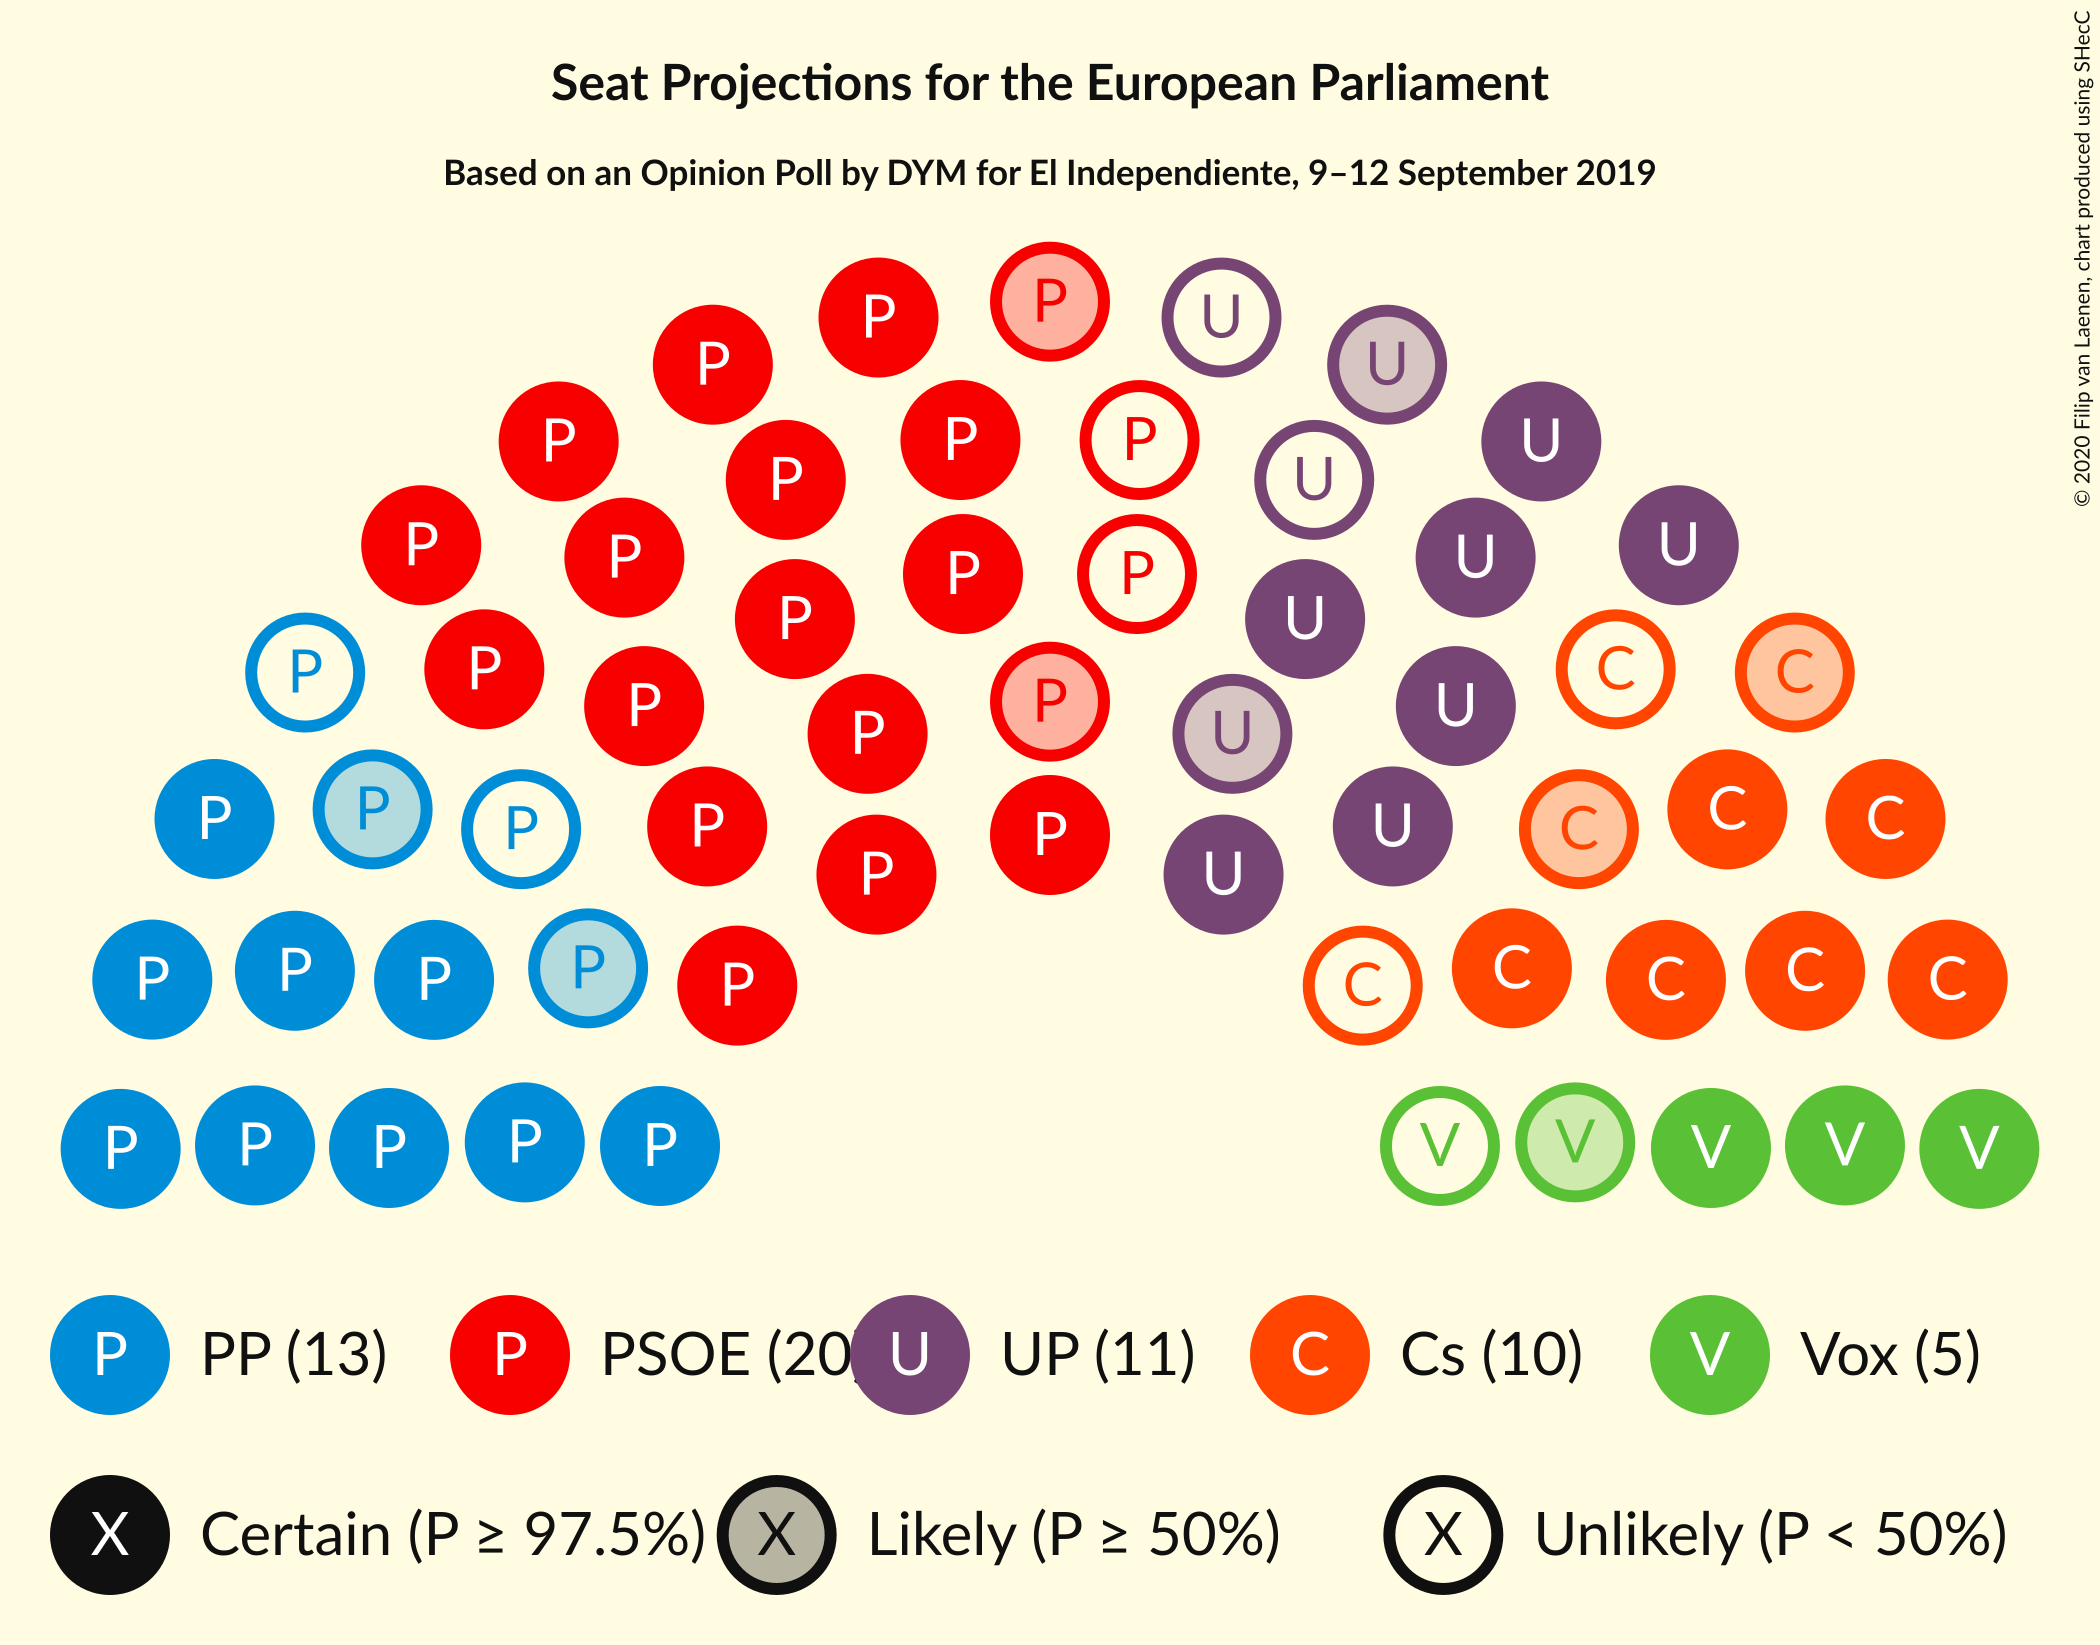 Seat Projections for the European Parliament
Based on an Opinion Poll by DYM for El Independiente, 9–12 September 2019
© 2020 Filip van Laenen, chart produced using SHecC
P U
P U
P U
P P U
P P U
P U
P P U U
P P U
P C C
P P U
P P U
P P C C C
P P U
P
P P U
P P P P C C C C C
P P P P P V V V V V
P PP (13) P PSOE (20) U UP (11) C Cs (10) V Vox (5)
X Certain (P ≥ 97.5%) X Likely (P ≥ 50%) X Unlikely (P < 50%)